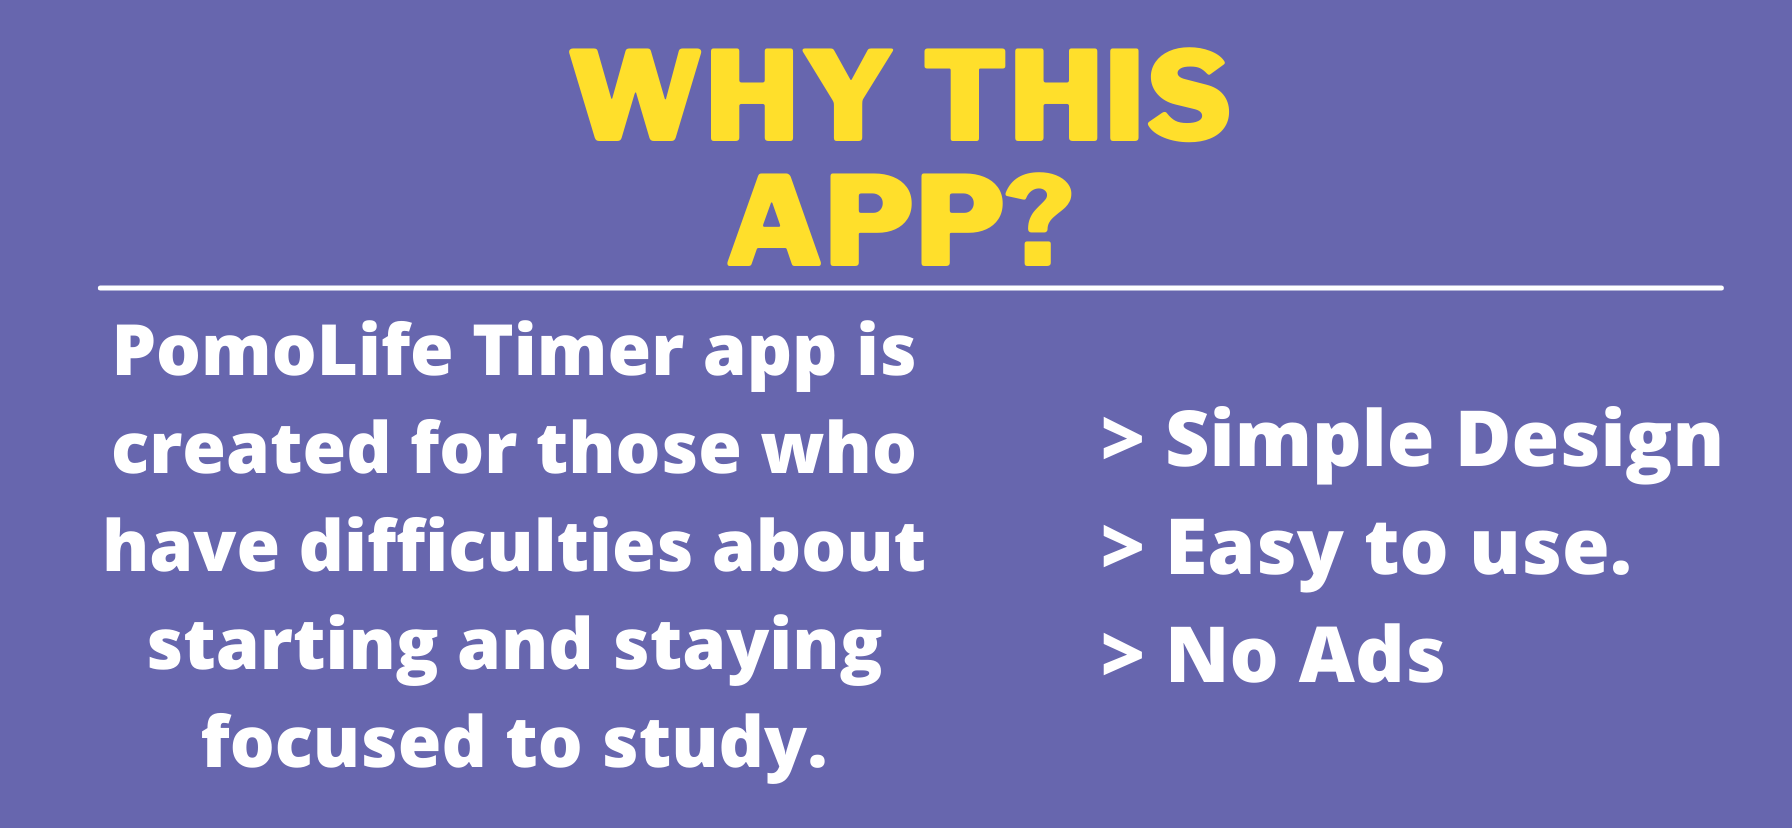 WHY THIS
APP?
PomoLife Timer app is
created for those who
have difficulties about
starting and staying
focused to study.
> Simple Design
> Easy to use.
> No Ads